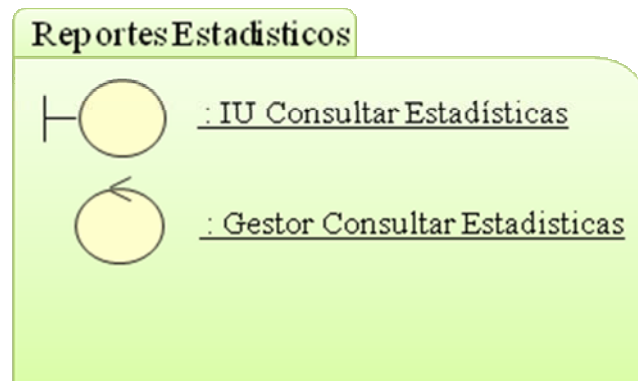 ReportesEstadisticos
: IU Consultar Estadísticas
: Gestor Consultar Estadisticas